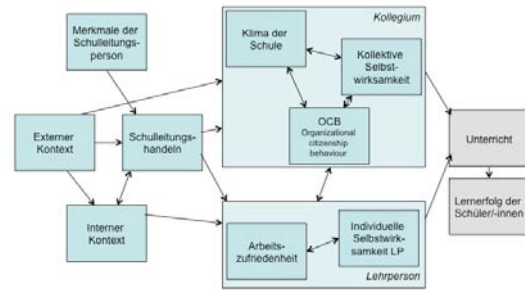 Kollegium
Klima der
Schule
Merkmale der
Schulleitungs-
person
Kollektive
Selbst-
wirksamkeit
OCB
Organizational
citizenship
behaviour
Externer
Kontext
Schulleitungs-
handeln
Unterricht
Lernerfolg der
Schüler/-innen
Interner
Kontext
Arbeits-
zufriedenheit
Individuelle
Selbstwirk-
samkeit LP
Lehrperson